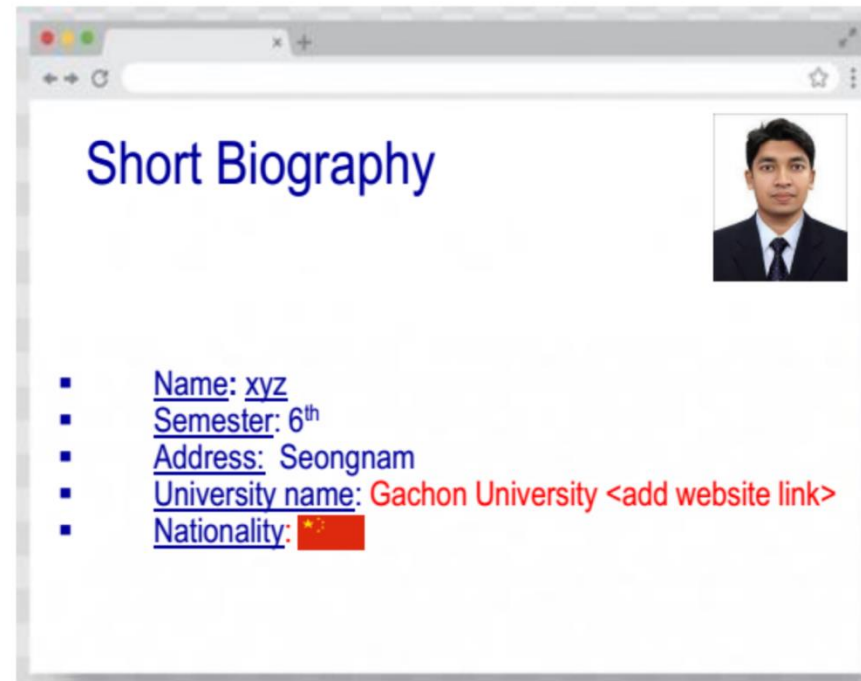 Short Biography
Name: xyz
Semester: 6th
Address: Seongnam
University name: Gachon University <add website link>
Nationality: